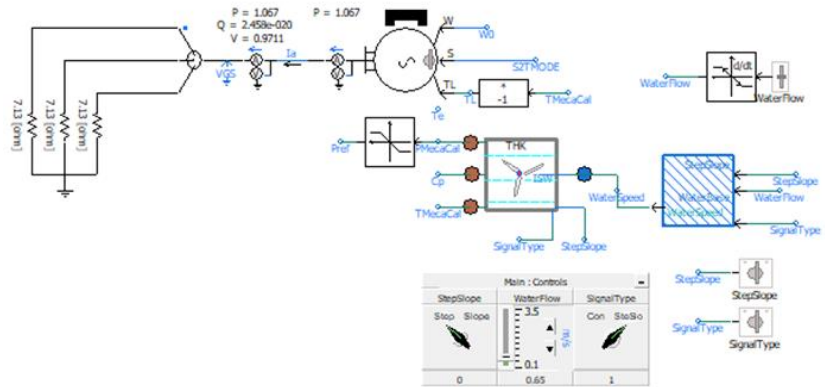 P = 1.067
Q = 2.458e-020
V = 0.9711
P = 1.067
W
W0
S
S2TMODE
TL
TL
*
-1
TMecaCal
Te
Ia
VGS
7.13 [ohm]
7.13 [ohm]
7.13 [ohm]
d/dt
WaterFlow
WaterFlow
Pref
PMecaCal
Cp
TMecaCal
THK
WaterSpeed
SignalType
StepSlope
StepSlope
WaterBase
WaterSpeed
StepSlope
WaterFlow
SignalType
StepSlope
StepSlope
SignalType
SignalType
Main : Controls
StepSlope
WaterFlow
SignalType
Step Slope
3.5
m/s
0.1
Con SteSlo
0
0.65
1